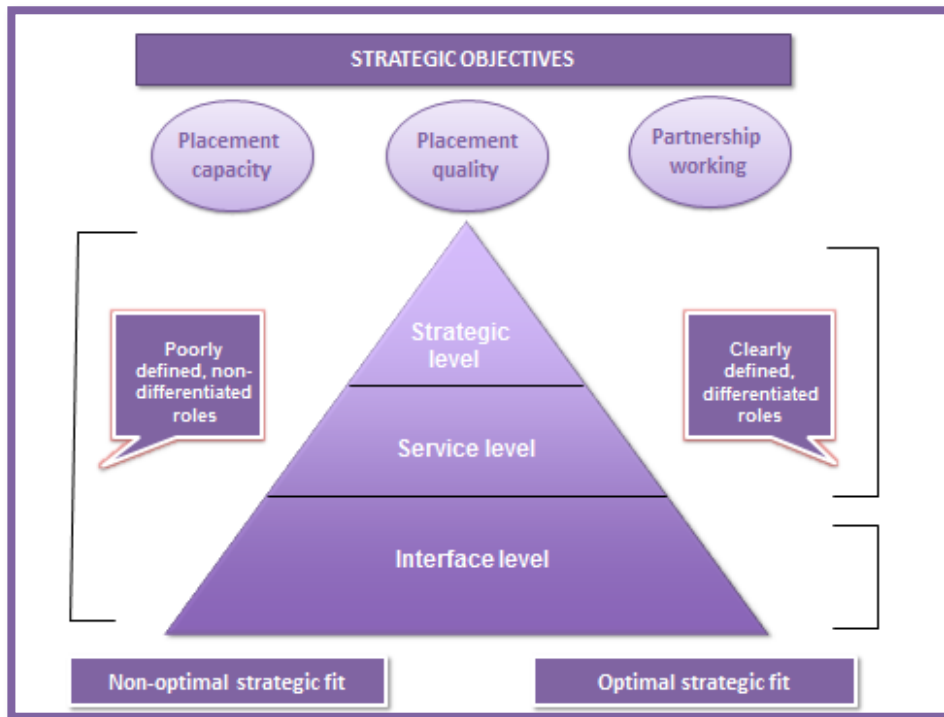 STRATEGIC OBJECTIVES
Placement
capacity
Placement
quality
Partnership
working
Poorly
defined, non-
differentiated
roles
Strategic
level
Service level
Interface level
Clearly
defined,
differentiated
roles
Non-optimal strategic fit
Optimal strategic fit